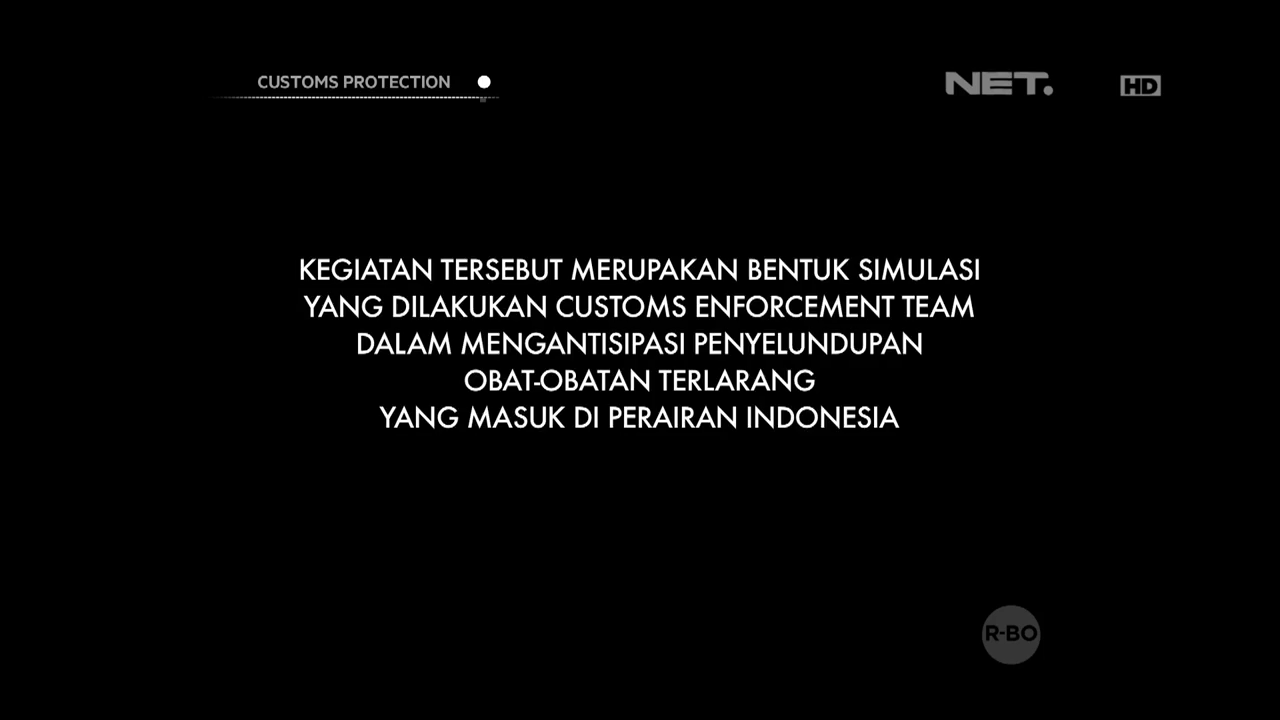 CUSTOMS PROTECTION
NET.
HD
KEGIATAN TERSEBUT MERUPAKAN BENTUK SIMULASI
YANG DILAKUKAN CUSTOMS ENFORCEMENT TEAM
DALAM MENGANTISIPASI PENYELUNDUPAN
OBAT-OBATAN TERLARANG
YANG MASUK DI PERAIRAN INDONESIA
R-BO